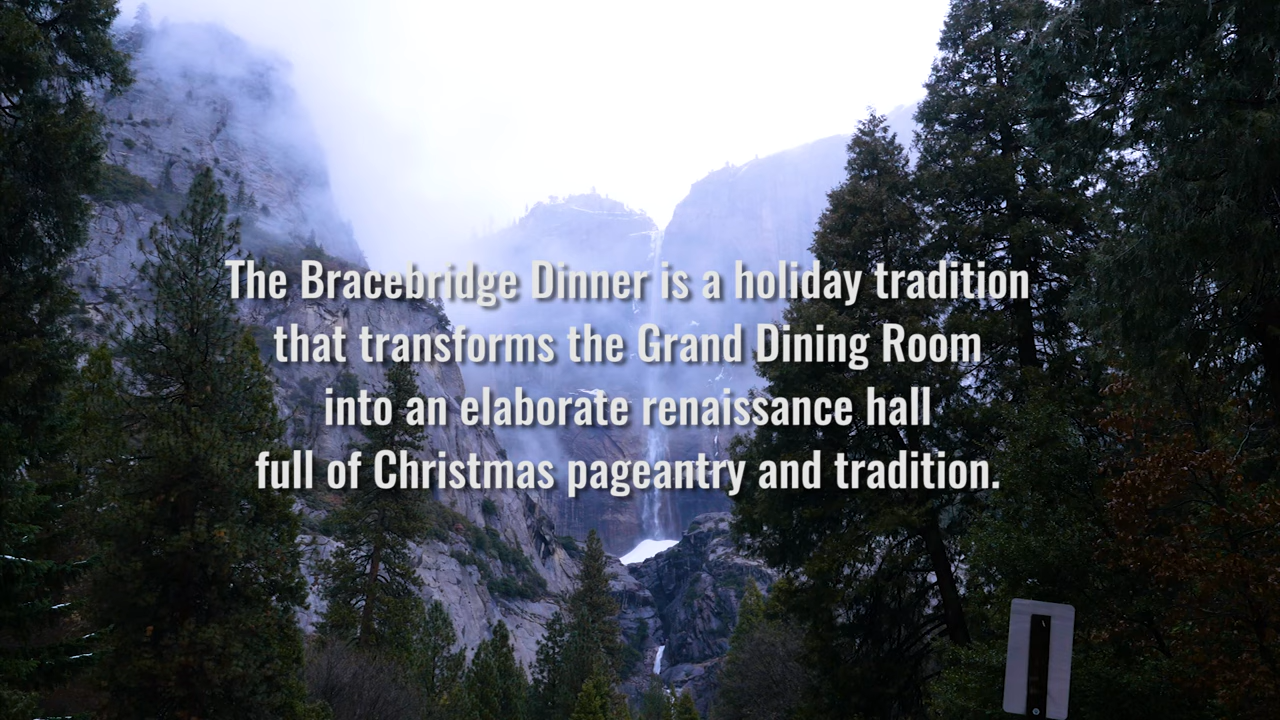 The Bracebridge Dinner is a holiday tradition
that transforms the Grand Dining Room
into an elaborate renaissance hall
full of Christmas pageantry and tradition.